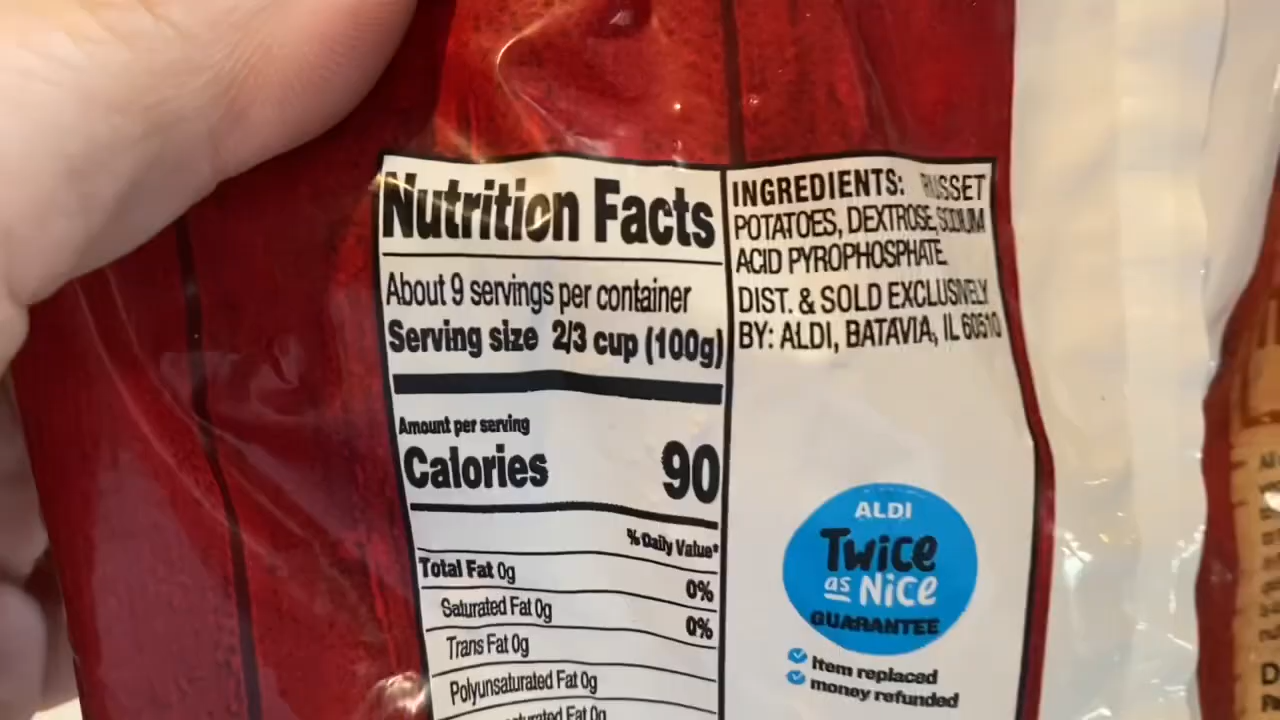 Nutrition Facts
About 9 servings per container
Serving size 2/3 cup (100g)
Amount per serving
Calories 90
% Daily Value*
Total Fat 0g 0%
Saturated Fat 0g 0%
Trans Fat 0g
Polyunsaturated Fat 0g
Fat 0g
INGREDIENTS: RUSSET
POTATOES, DEXTROSE, SODIUM
ACID PYROPHOSPHATE.
DIST. & SOLD EXCLUSIVELY
BY: ALDI, BATAVIA, IL 60510
ALDI
Twice
as Nice
GUARANTEE
Item replaced
money refunded